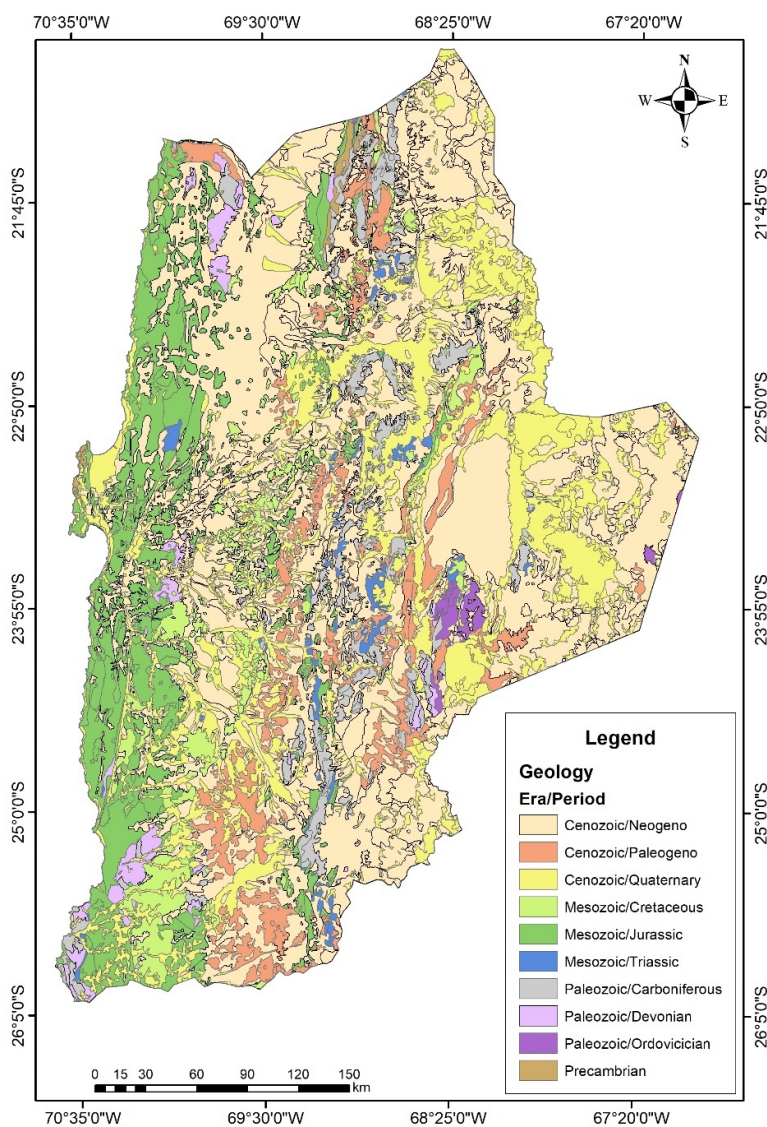 70°35'0"W 69°30'0"W 68°25'0"W 67°20'0"W
N
W E
S
21°45'0"S 21°45'0"S
22°50'0"S 22°50'0"S
23°55'0"S 23°55'0"S
25°0'0"S 25°0'0"S
26°5'0"S 26°5'0"S
Legend
Geology
Era/Period
Cenozoic/Neogeno
Cenozoic/Paleogeno
Cenozoic/Quaternary
Mesozoic/Cretaceous
Mesozoic/Jurassic
Mesozoic/Triassic
Paleozoic/Carboniferous
Paleozoic/Devonian
Paleozoic/Ordovicician
Precambrian
0 15 30 60 90 120 150
km
70°35'0"W 69°30'0"W 68°25'0"W 67°20'0"W